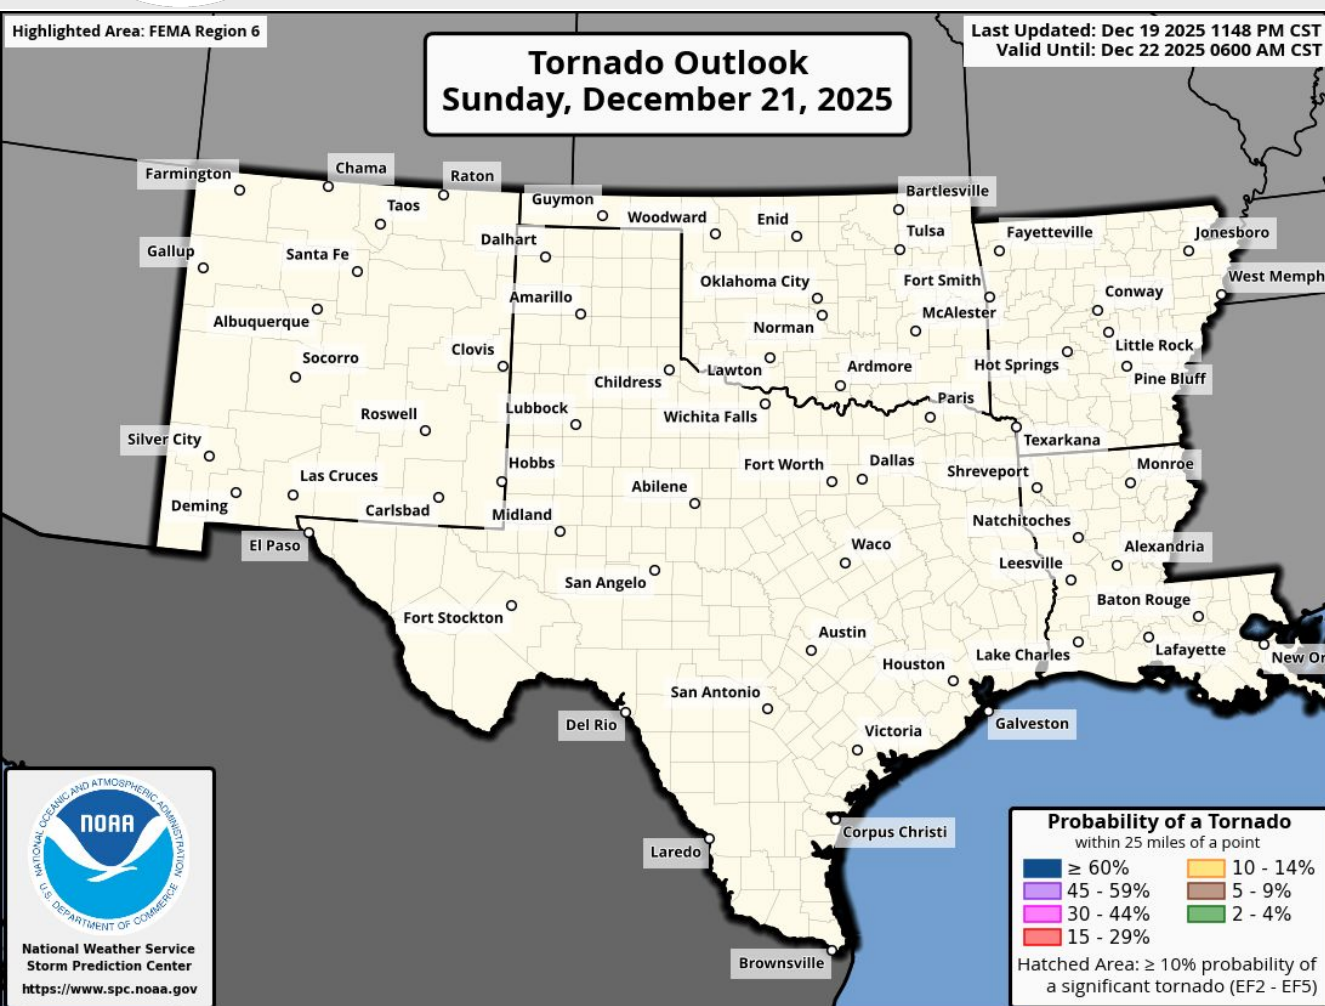 Highlighted Area: FEMA Region 6
Last Updated: Dec 19 2025 1148 PM CST
Valid Until: Dec 22 2025 0600 AM CST
Tornado Outlook
Sunday, December 21, 2025
Farmington
Chama
Raton
Taos
Guymon
Woodward
Enid
Bartlesville
Tulsa
Fayetteville
Jonesboro
Gallup
Santa Fe
Dalhart
Oklahoma City
Fort Smith
West Memph
Amarillo
Conway
Albuquerque
Norman
McAlester
Little Rock
Socorro
Clovis
Childress
Lawton
Ardmore
Hot Springs
Pine Bluff
Roswell
Lubbock
Wichita Falls
Paris
Silver City
Texarkana
Las Cruces
Hobbs
Abilene
Fort Worth
Dallas
Shreveport
Monroe
Deming
Carlsbad
Midland
Natchitoches
El Paso
San Angelo
Waco
Leesville
Alexandria
Fort Stockton
Baton Rouge
Austin
Houston
Lake Charles
Lafayette
New Or
Del Rio
San Antonio
Victoria
Galveston
Laredo
Corpus Christi
Brownsville
NATIONAL OCEANIC AND ATMOSPHERIC ADMINISTRATION
NOAA
U.S. DEPARTMENT OF COMMERCE
National Weather Service
Storm Prediction Center
https://www.spc.noaa.gov
Probability of a Tornado
within 25 miles of a point
≥ 60%
10 - 14%
45 - 59%
5 - 9%
30 - 44%
2 - 4%
15 - 29%
Hatched Area: ≥ 10% probability of
a significant tornado (EF2 - EF5)